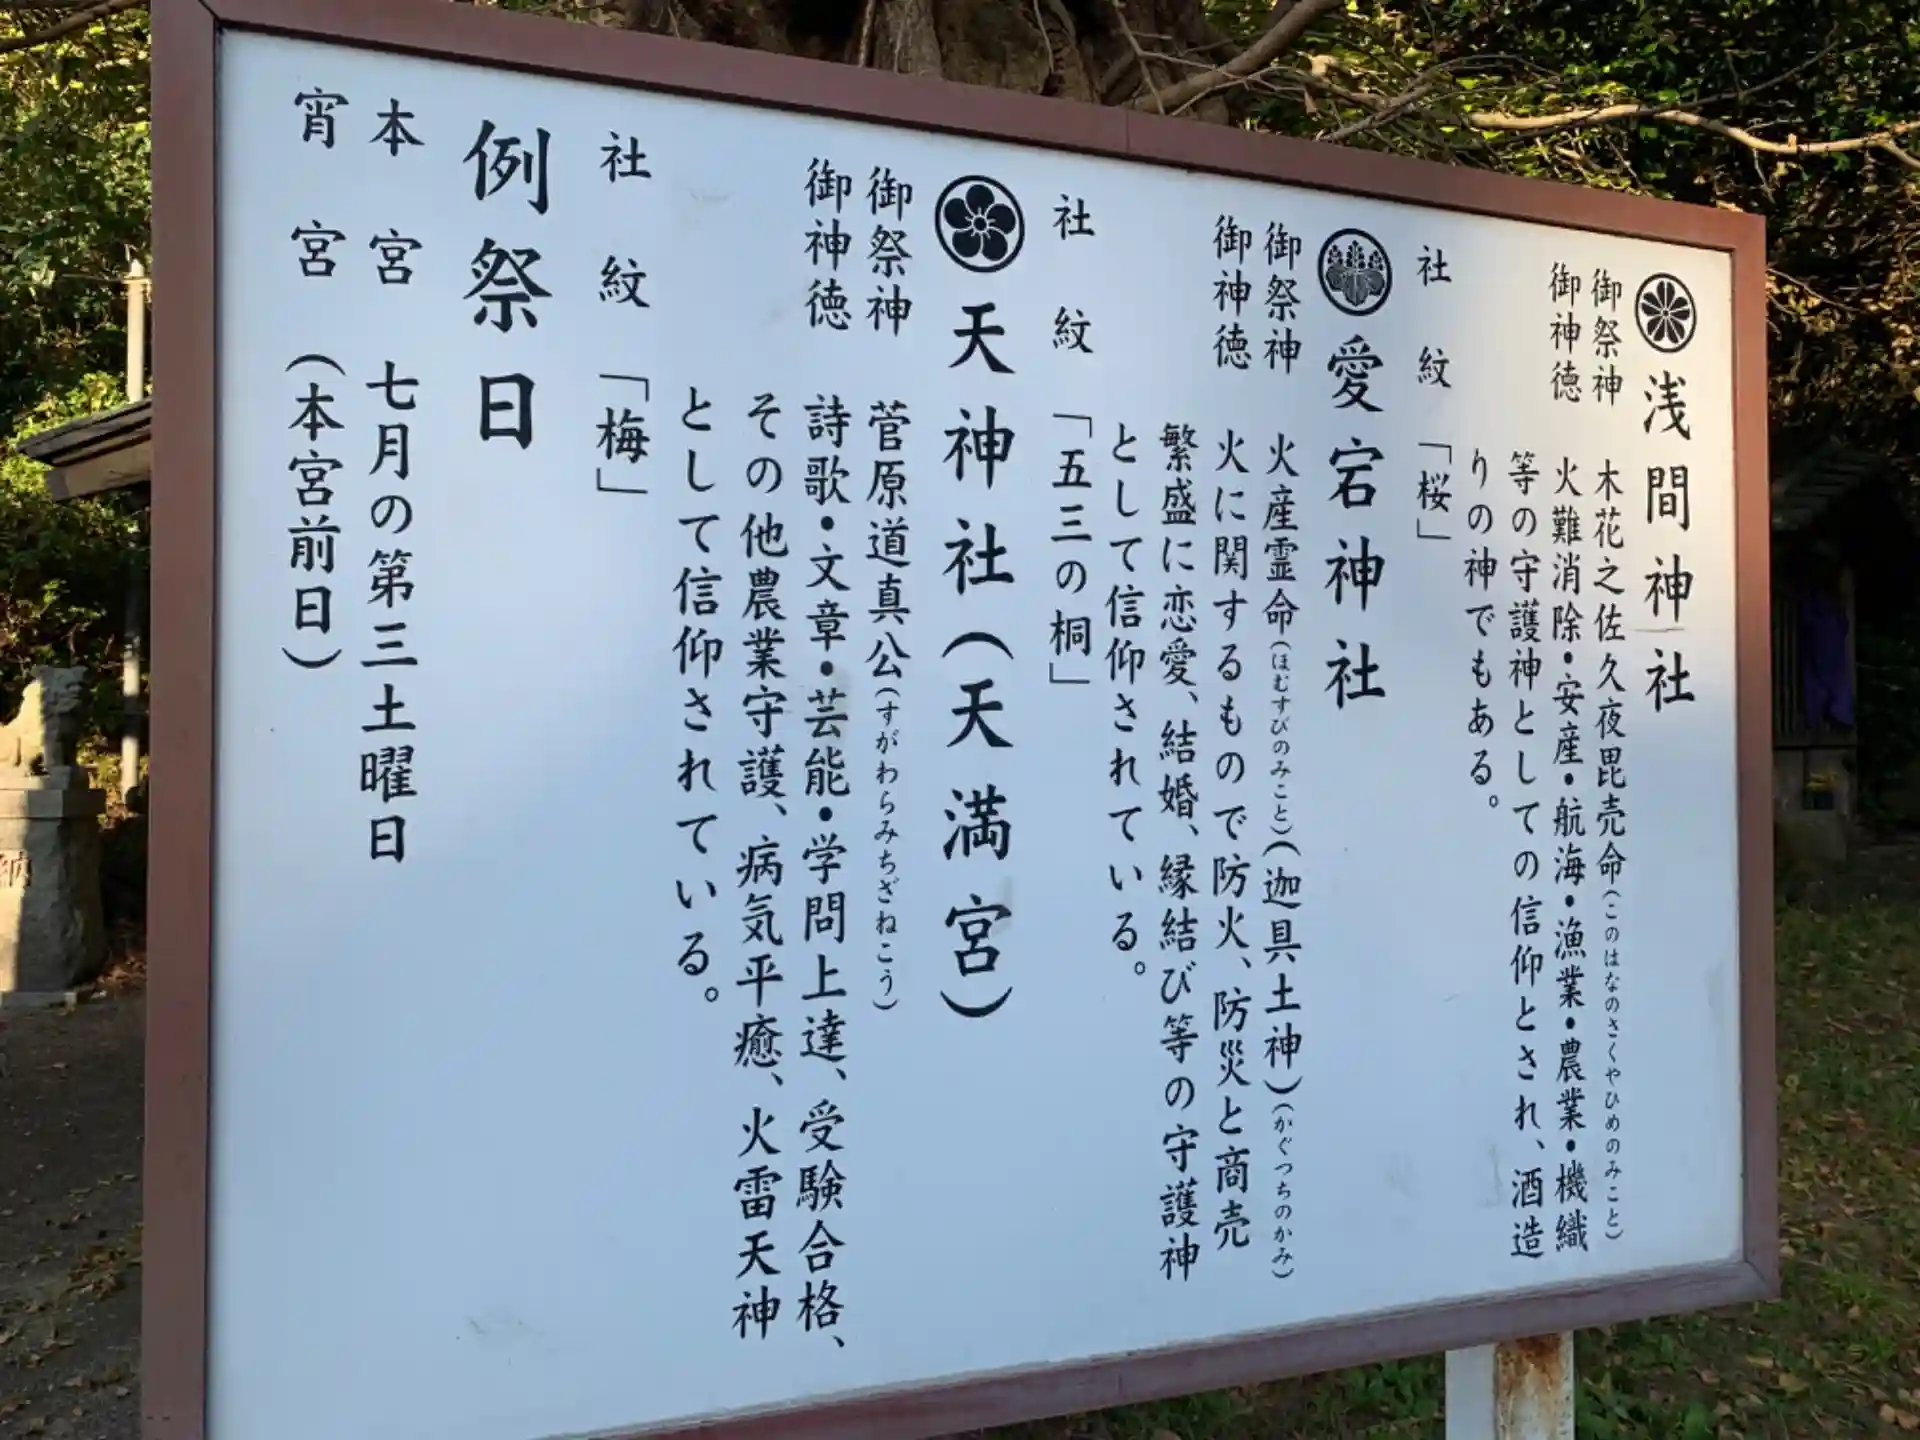 浅間神社
御祭神 木花之佐久夜毘売命(このはなのさくやひめのみこと)
御神徳 火難消除・安産・航海・漁業・農業・機織
等の守護神としての信仰とされ、酒造
りの神でもある。
社紋 「桜」
愛宕神社
御祭神 火産霊命(ほむすびのみこと)(迦具土神)(かぐつちのかみ)
御神徳 火に関するもので防火、防災と商売
繁盛に恋愛、結婚、縁結び等の守護神
として信仰されている。
社紋 「五三の桐」
天神社(天満宮)
御祭神 菅原道真公(すがわらみちざねこう)
御神徳 詩歌・文章・芸能・学問上達、受験合格、
その他農業守護、病気平癒、火雷天神
として信仰されている。
社紋 「梅」
例祭日
本宮 七月の第三土曜日
宵宮 (本宮前日)
納